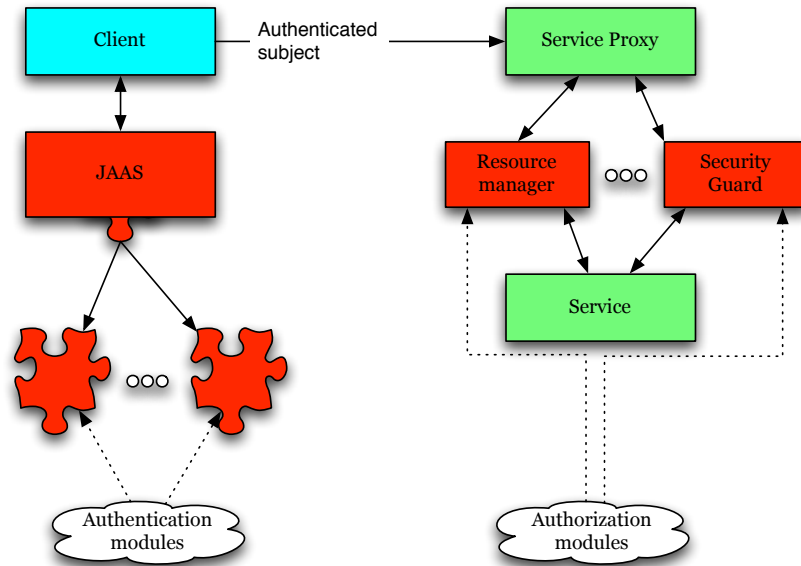 Client
Authenticated
subject
Service Proxy
JAAS
Resource
manager
Security
Guard
Service
Authentication
modules
Authorization
modules